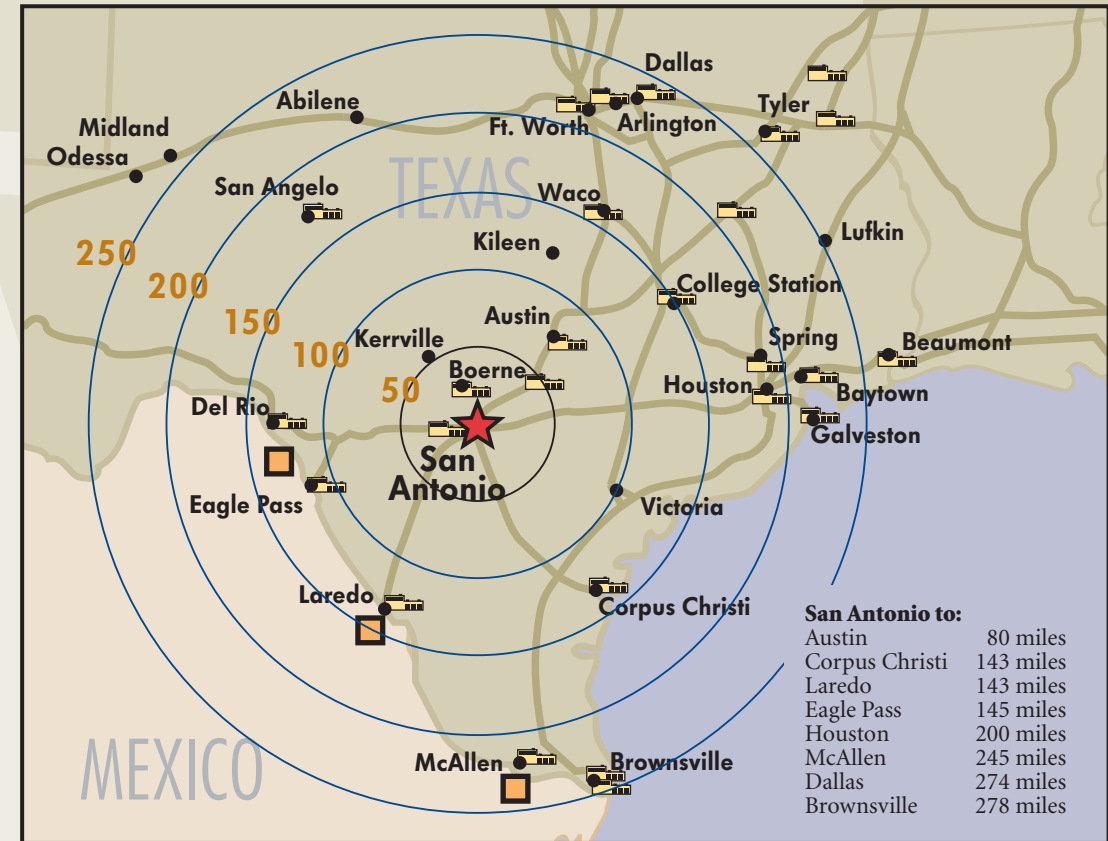 Dallas
Abilene
Tyler
Midland
Ft. Worth
Arlington
Odessa
TEXAS
San Angelo
Waco
Lufkin
Kileen
250
200
College Station
150
Austin
Kerrville
100
Spring
Beaumont
Boerne
50
Houston
Baytown
Del Rio
Galveston
San
Antonio
Eagle Pass
Victoria
Laredo
Corpus Christi
San Antonio to:
Austin 80 miles
Corpus Christi 143 miles
Laredo 143 miles
Eagle Pass 145 miles
Houston 200 miles
McAllen 245 miles
Dallas 274 miles
Brownsville 278 miles
McAllen
Brownsville
MEXICO